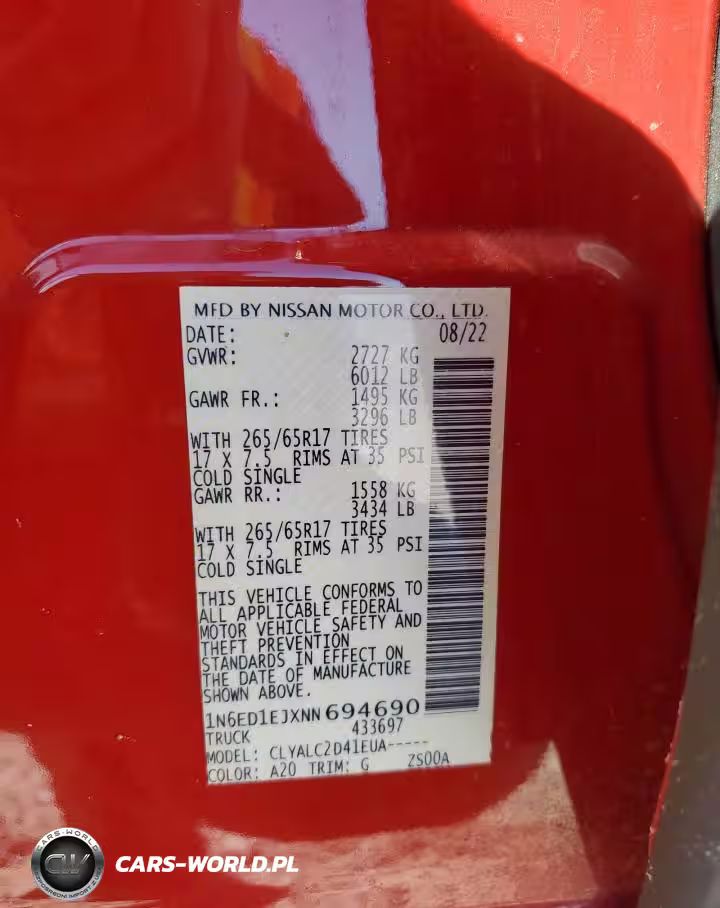 MFD BY NISSAN MOTOR CO., LTD.
DATE: 08/22
GVWR: 2727 KG
6012 LB
GAWR FR.: 1495 KG
3296 LB
WITH 265/65R17 TIRES
17 X 7.5 RIMS AT 35 PSI
COLD SINGLE
GAWR RR.: 1558 KG
3434 LB
WITH 265/65R17 TIRES
17 X 7.5 RIMS AT 35 PSI
COLD SINGLE
THIS VEHICLE CONFORMS TO
ALL APPLICABLE FEDERAL
MOTOR VEHICLE SAFETY AND
THEFT PREVENTION
STANDARDS IN EFFECT ON
THE DATE OF MANUFACTURE
SHOWN ABOVE.
1N6ED1EJXNN694690
TRUCK 433697
MODEL: CLYALC2D41EUA-----
COLOR: A20 TRIM: G ZS00A
CARS-WORLD
CW
CARS-WORLD.PL